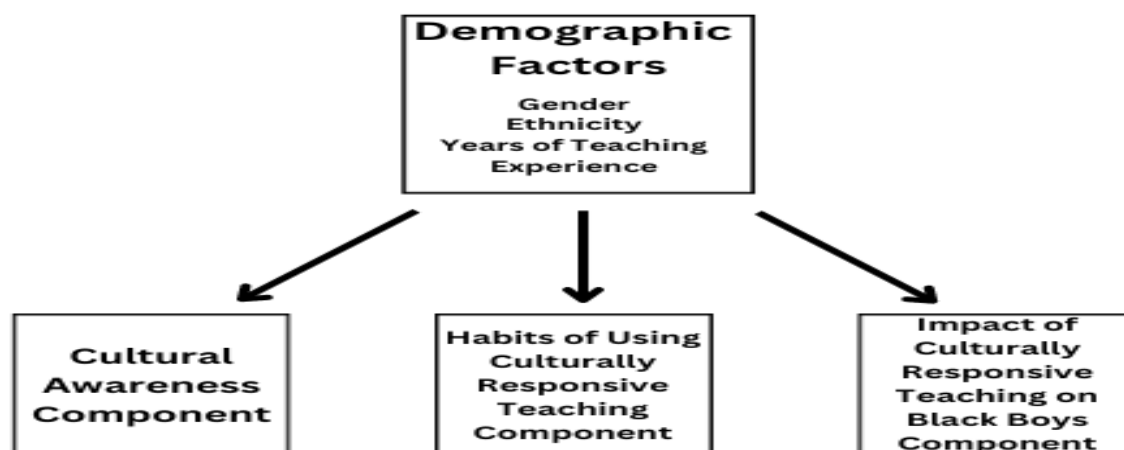 Demographic
Factors
Gender
Ethnicity
Years of Teaching
Experience
Cultural
Awareness
Component
Habits of Using
Culturally
Responsive
Teaching
Component
Impact of
Culturally
Responsive
Teaching on
Black Boys
Component